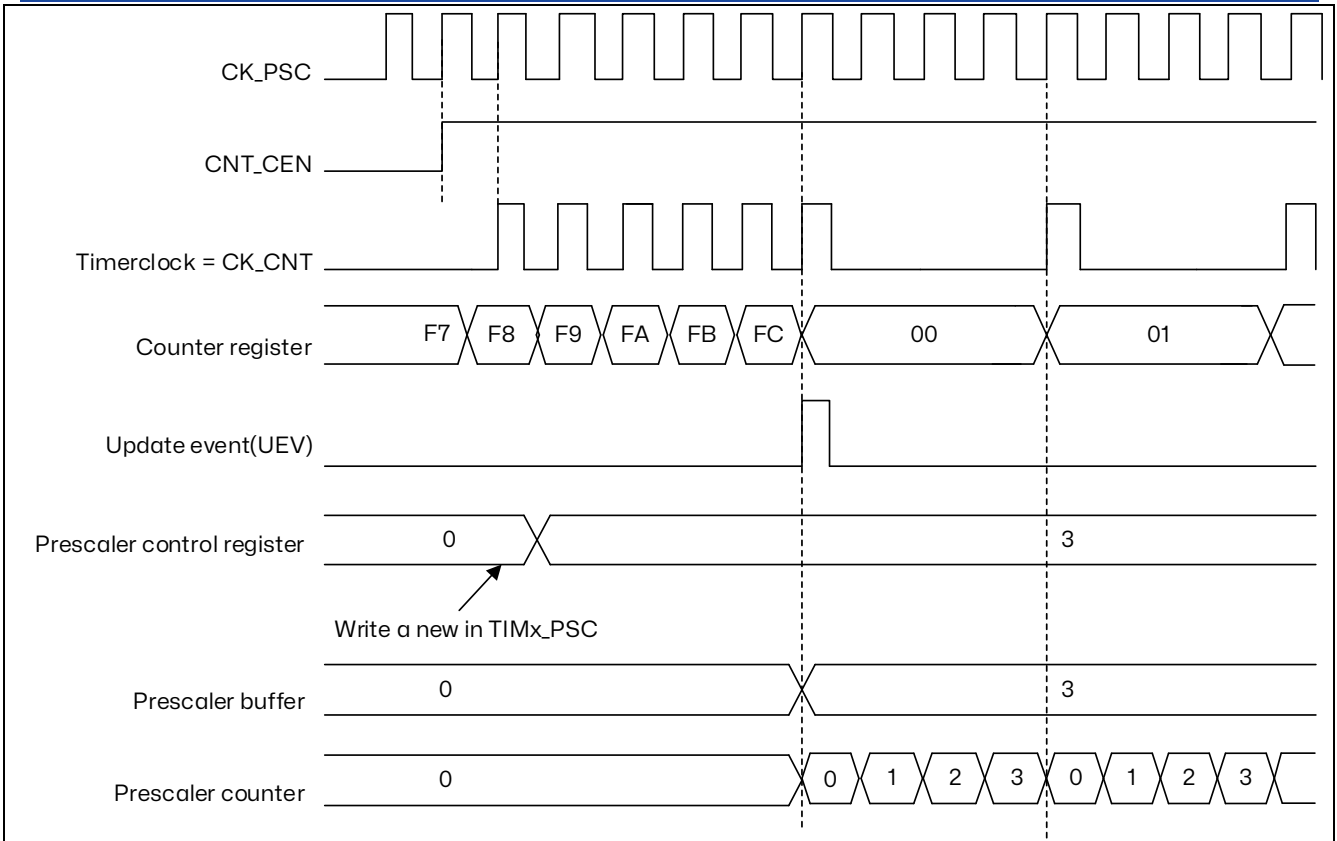 CK_PSC
CNT_CEN
Timerclock = CK_CNT
Counter register F7 F8 F9 FA FB FC 00 01
Update event(UEV)
Prescaler control register 0 3
Write a new in TIMx_PSC
Prescaler buffer 0 3
Prescaler counter 0 0 1 2 3 0 1 2 3